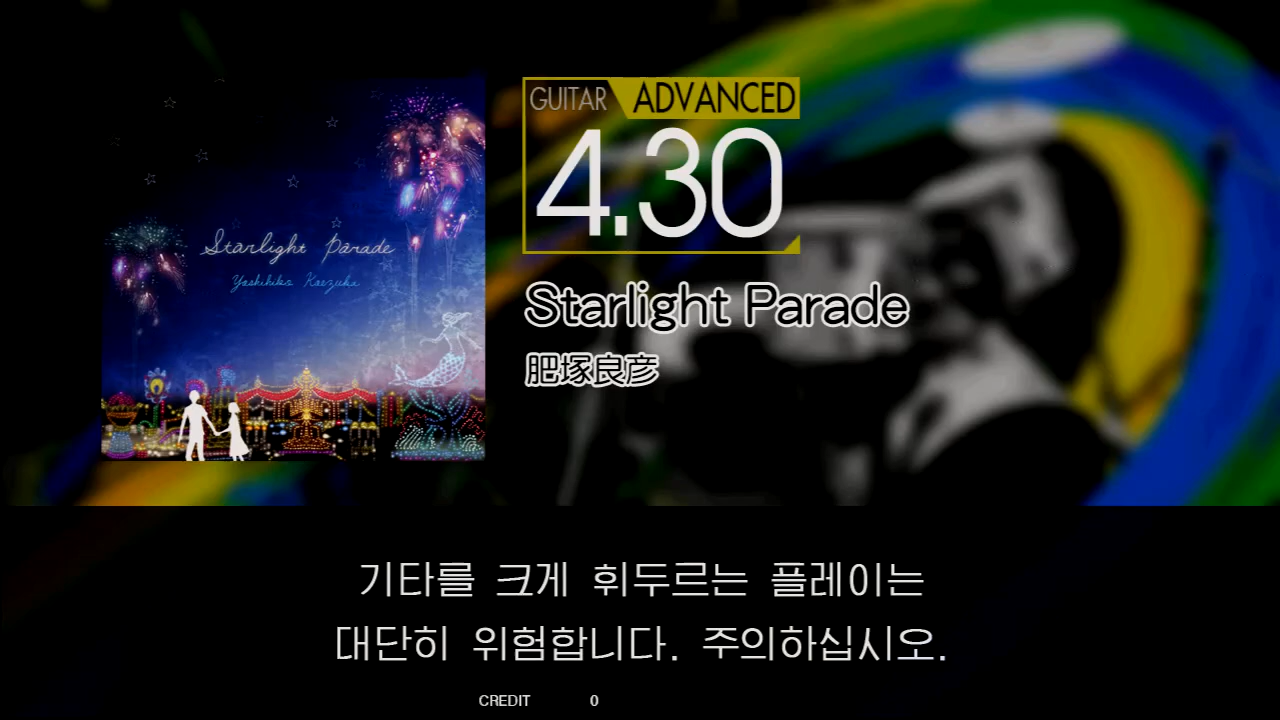 Starlight Parade
Yoshihiko Koezuka
GUITAR ADVANCED
4.30
Starlight Parade
肥塚良彦
기타를 크게 휘두르는 플레이는
대단히 위험합니다. 주의하십시오.
CREDIT 0